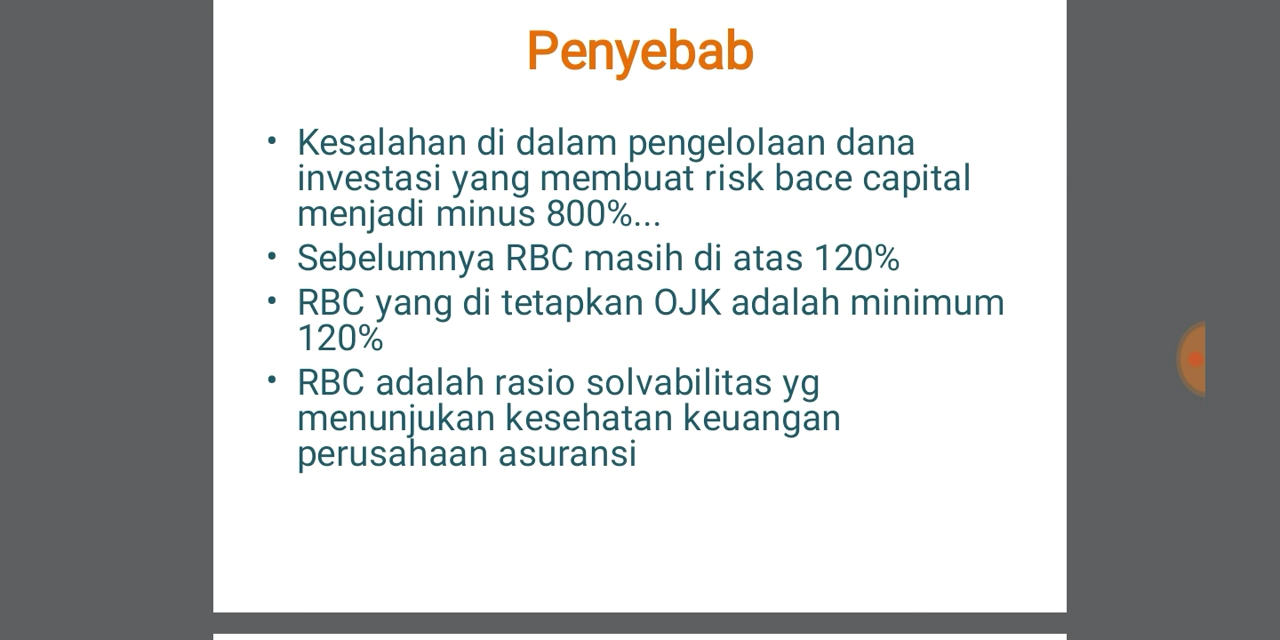 Penyebab
• Kesalahan di dalam pengelolaan dana
investasi yang membuat risk bace capital
menjadi minus 800%...
• Sebelumnya RBC masih di atas 120%
• RBC yang di tetapkan OJK adalah minimum
120%
• RBC adalah rasio solvabilitas yg
menunjukan kesehatan keuangan
perusahaan asuransi